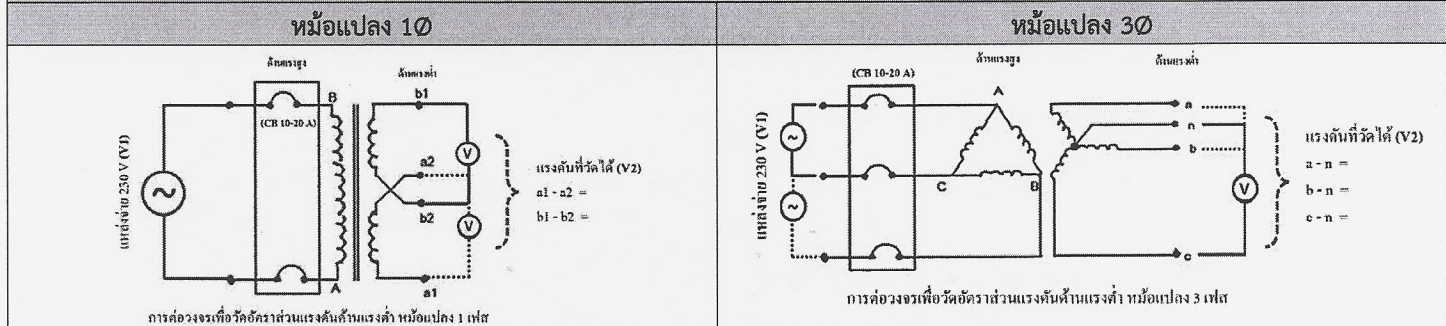 หม้อแปลง 1Ø
ด้านแรงสูง
ด้านแรงต่ำ
B
b1
(CB 10-20 A)
แหล่งจ่าย 230 V (V1)
~
V
a2
b2
V
A
a1
แรงดันที่วัดได้ (V2)
a1 - a2 =
b1 - b2 =
การต่อวงจรเพื่อวัดอัตราส่วนแรงดันด้านแรงต่ำ หม้อแปลง 1 เฟส
หม้อแปลง 3Ø
ด้านแรงสูง
ด้านแรงต่ำ
(CB 10-20 A)
แหล่งจ่าย 230 V (V1)
~
~
A
C
B
a
n
b
V
c
แรงดันที่วัดได้ (V2)
a - n =
b - n =
c - n =
การต่อวงจรเพื่อวัดอัตราส่วนแรงดันด้านแรงต่ำ หม้อแปลง 3 เฟส